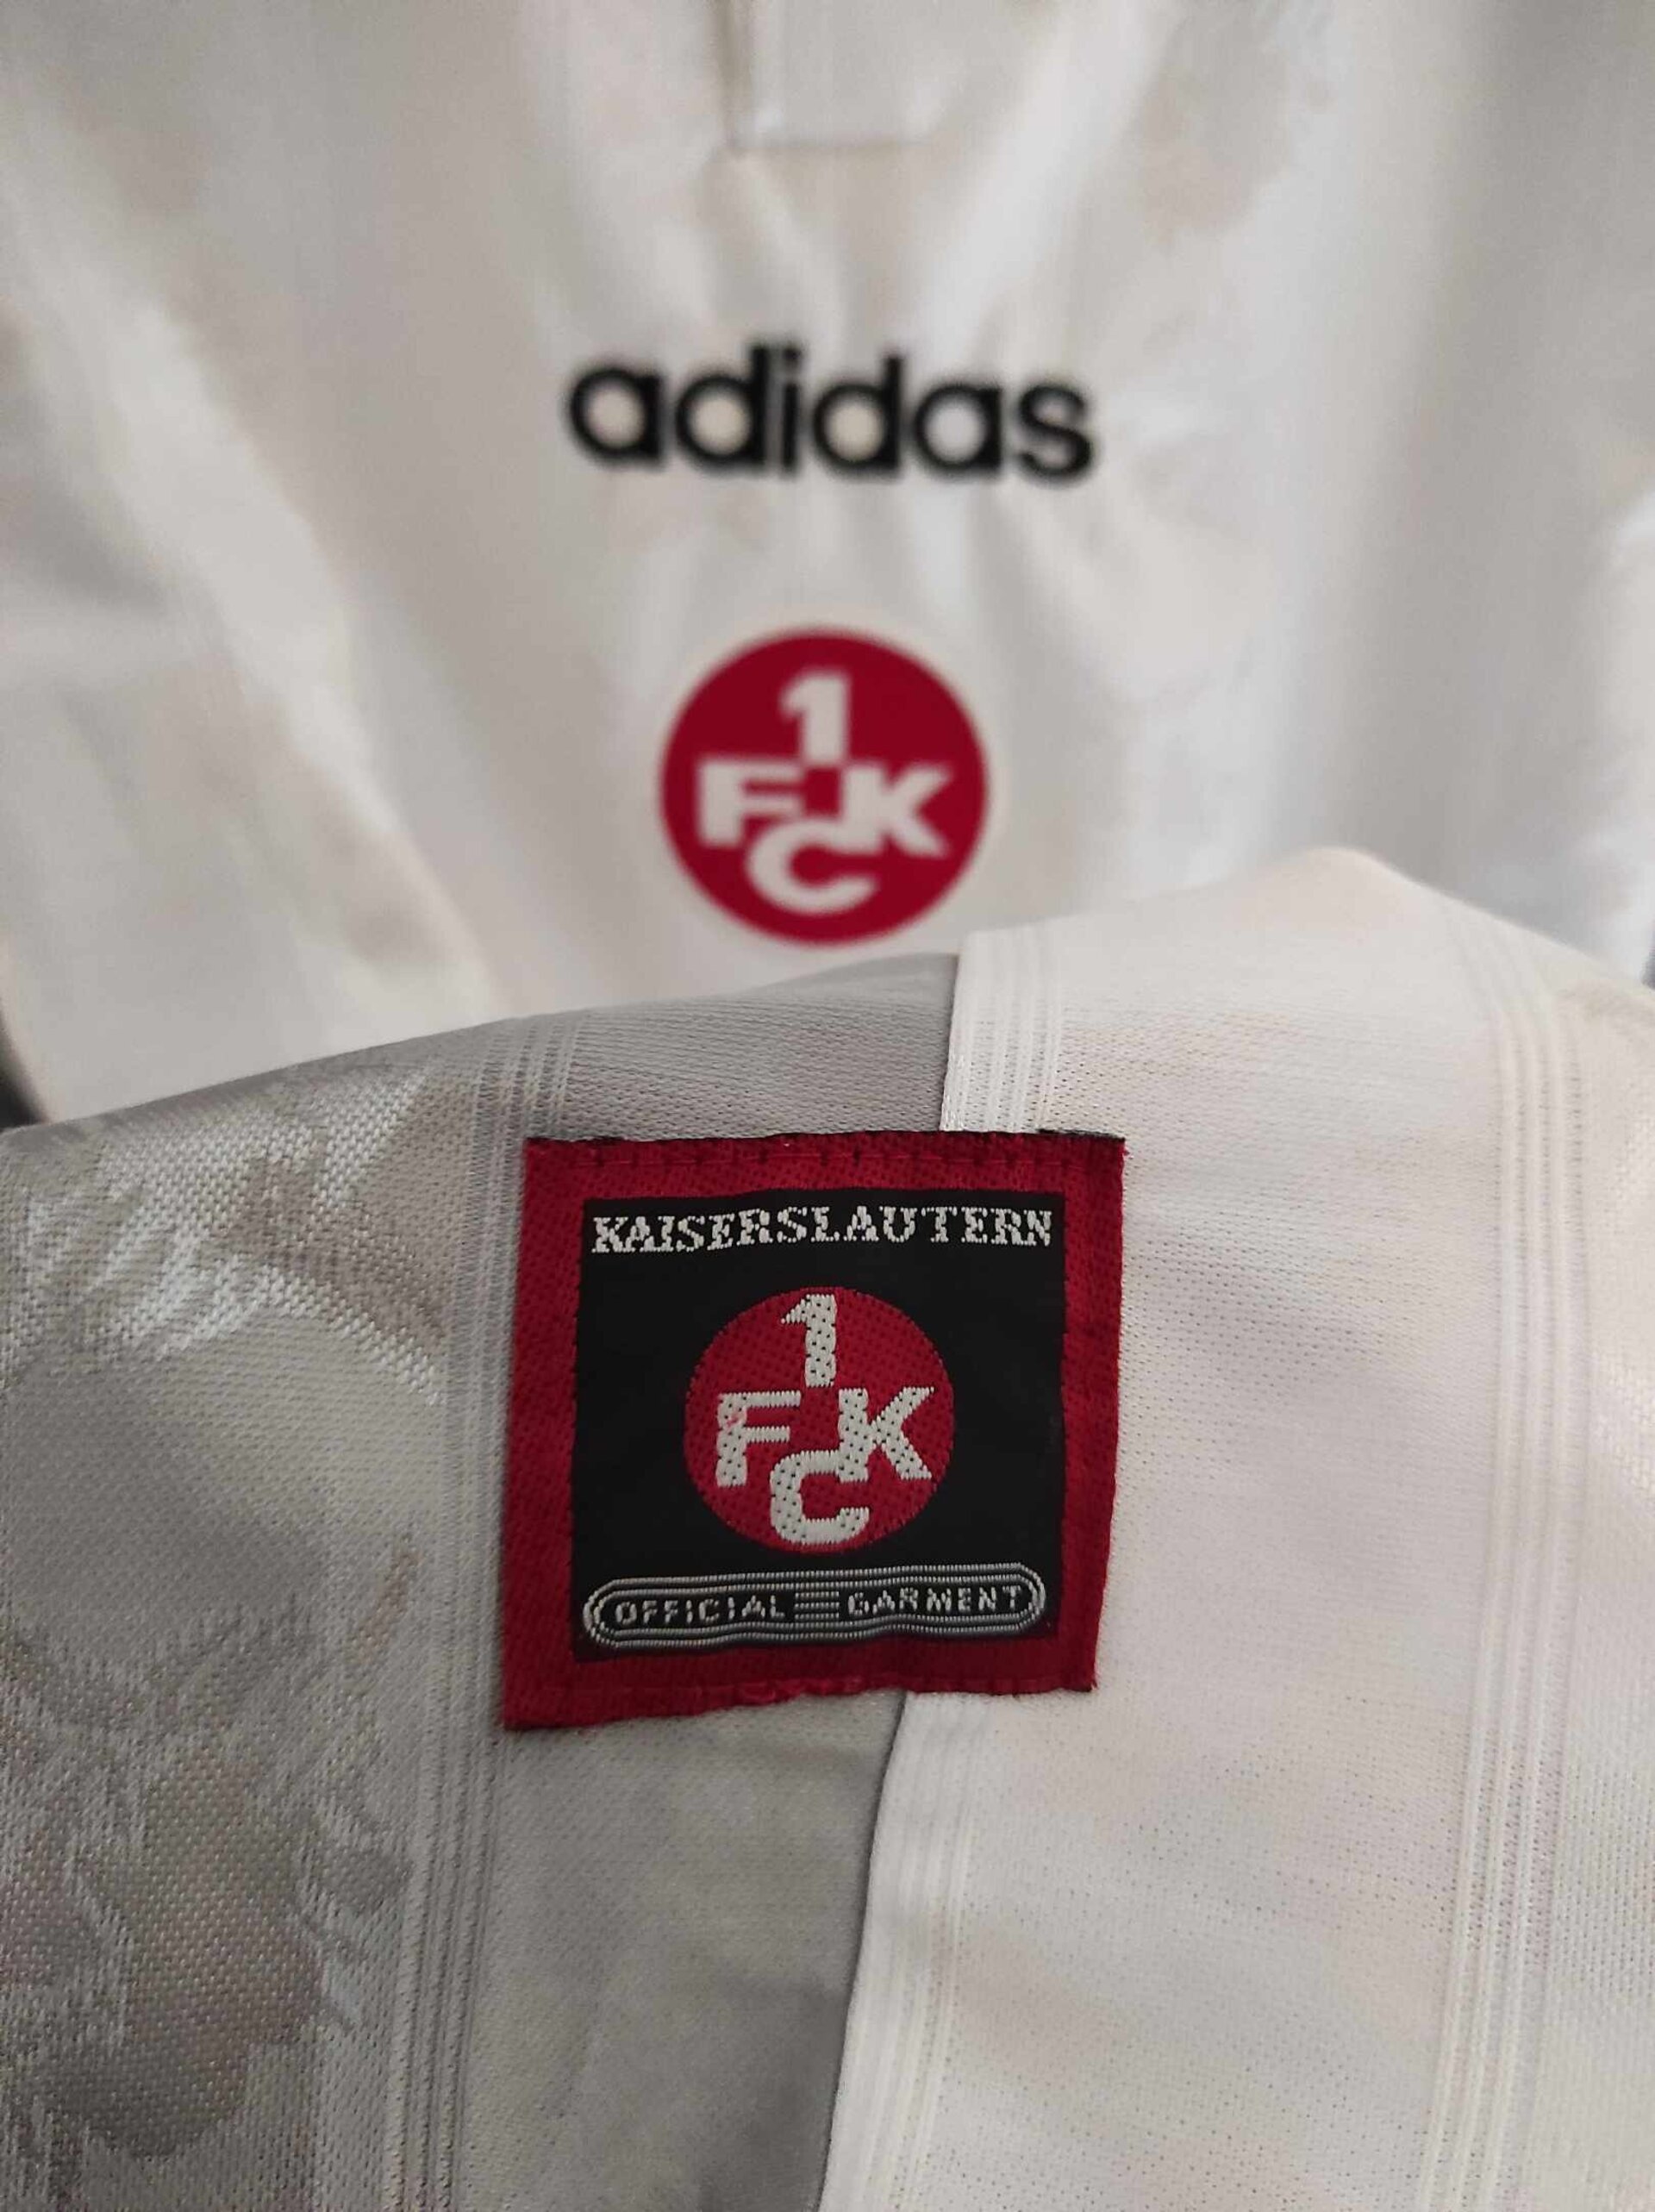 adidas
1
FCK
KAISERSLAUTERN
1
FCK
OFFICIAL GARMENT